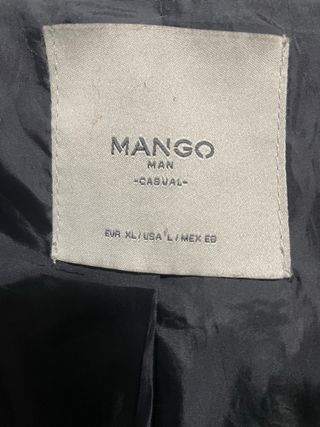 MANGO
MAN
-CASUAL-
EUR XL / USA L / MEX EG